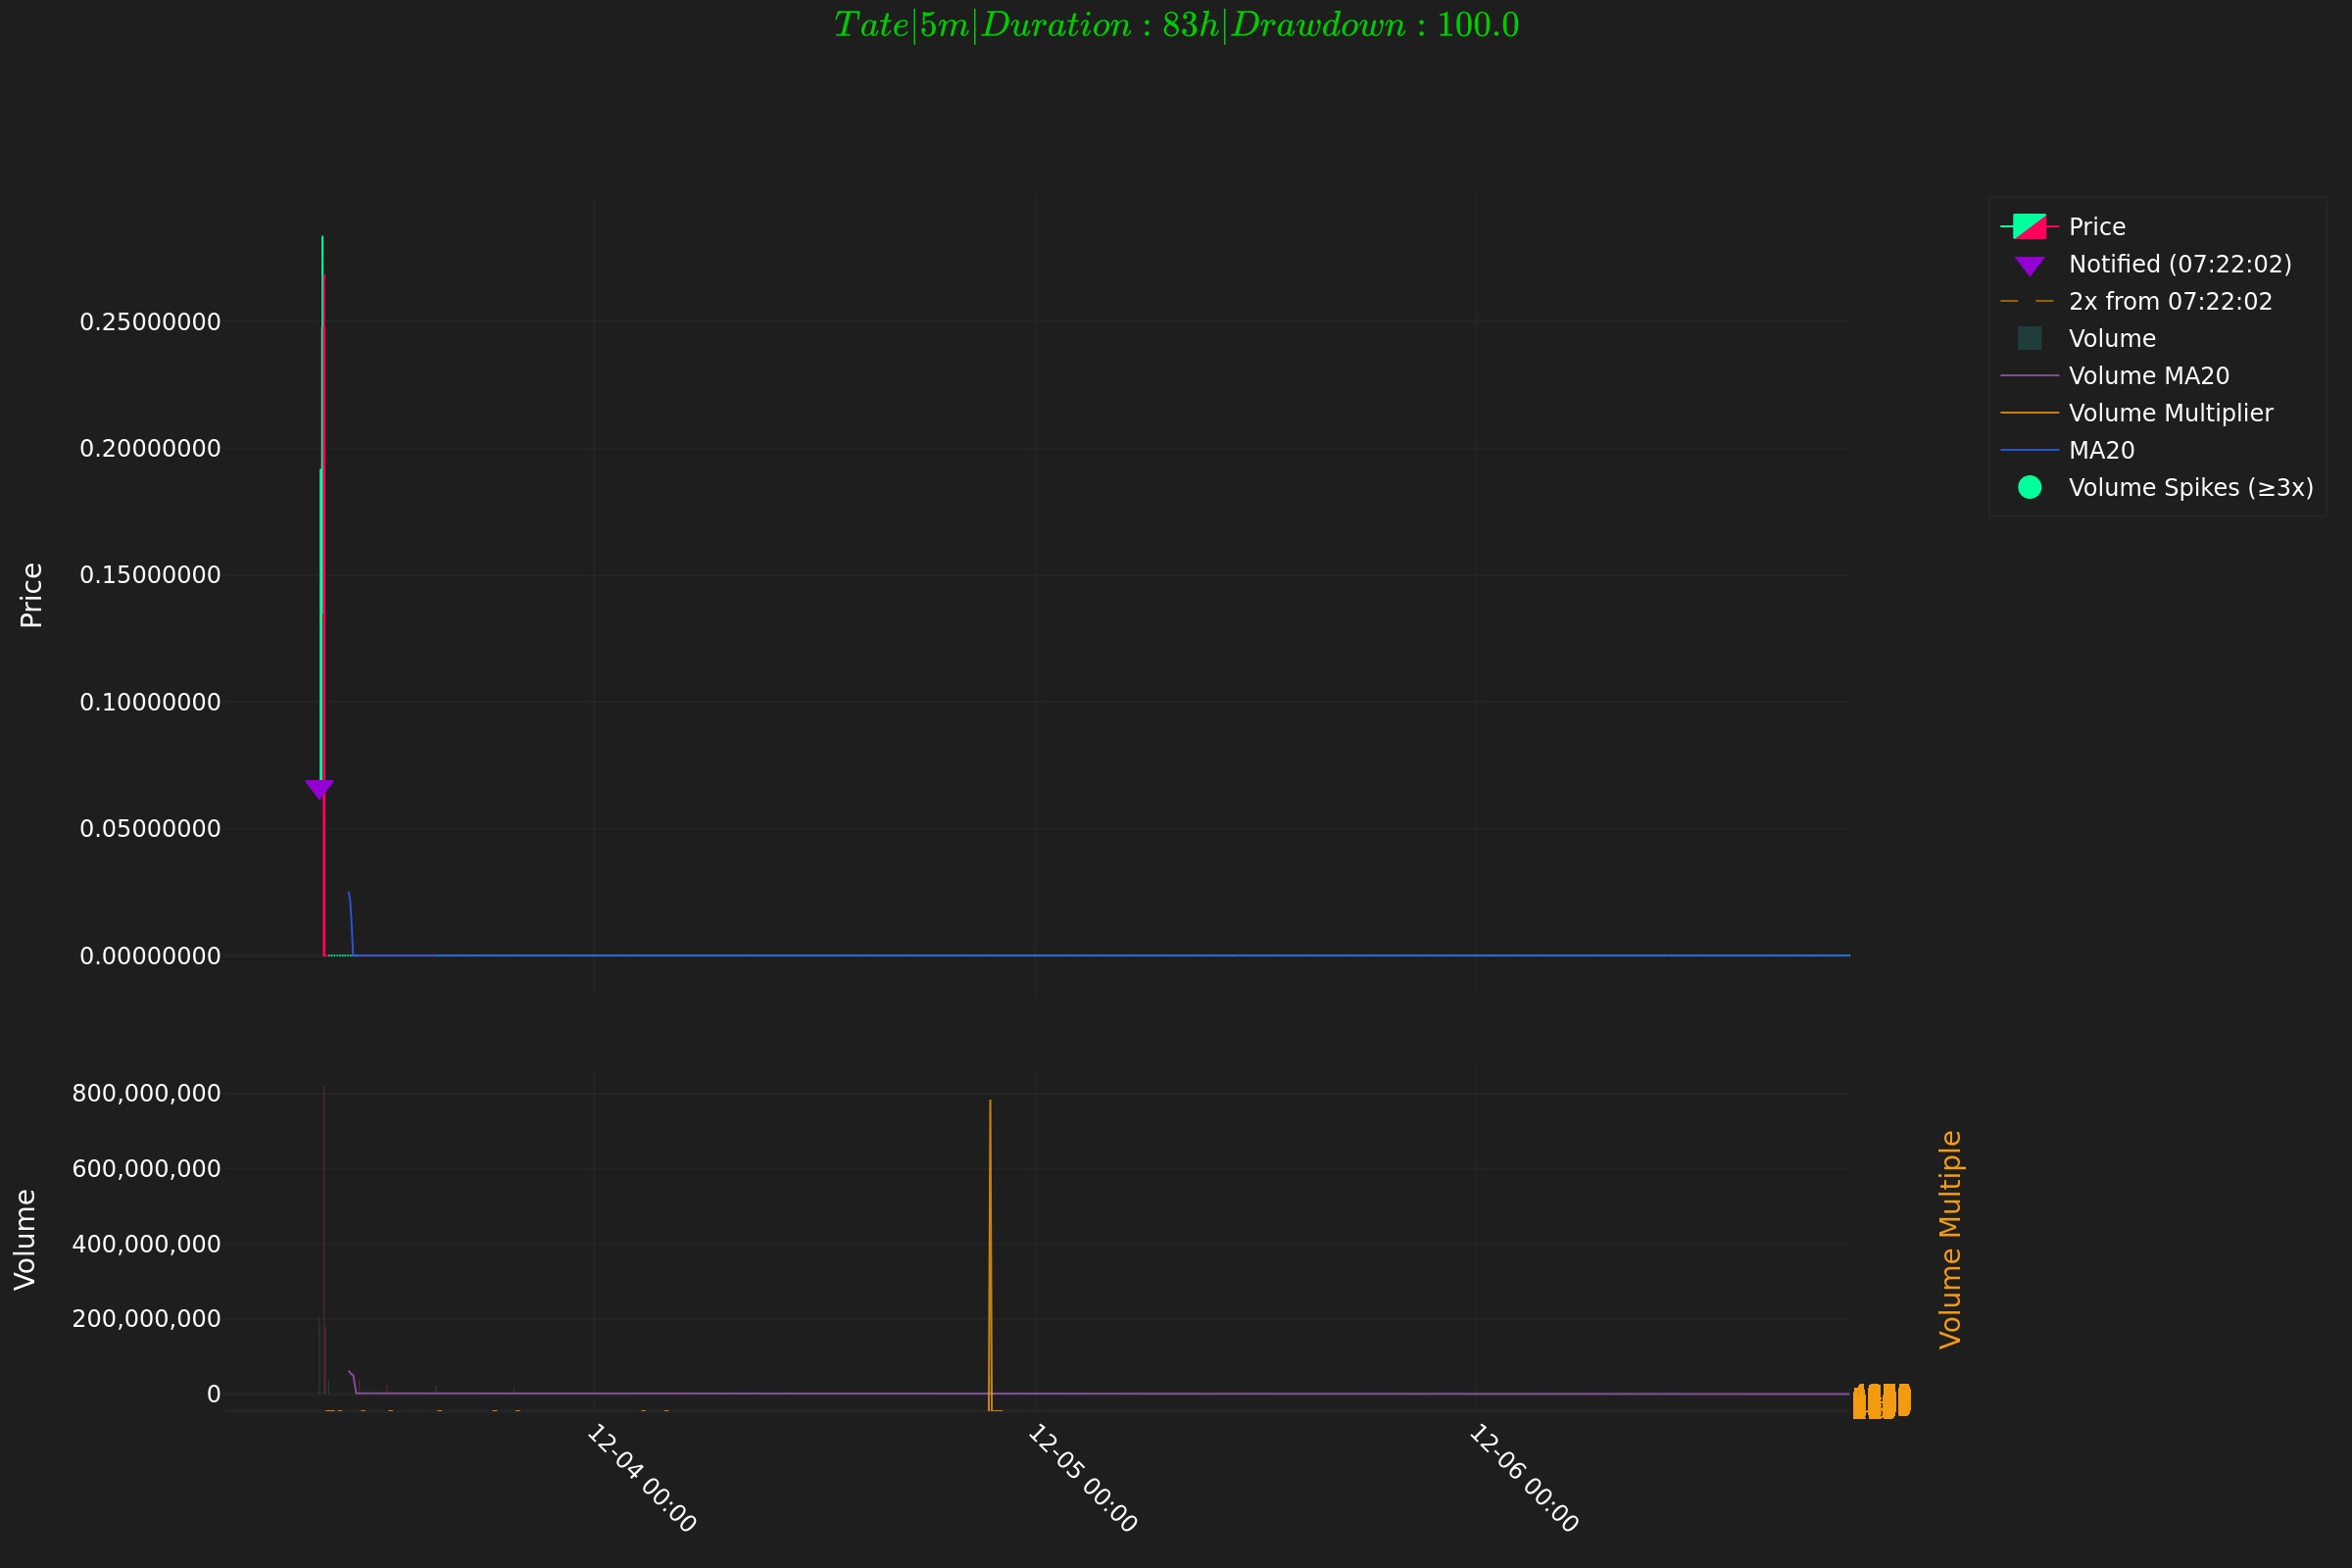 Tate|5m|Duration : 83h|Drawdown : 100.0
Price
Notified (07:22:02)
2x from 07:22:02
Volume
Volume MA20
Volume Multiplier
MA20
Volume Spikes (≥3x)
Price
0.25000000
0.20000000
0.15000000
0.10000000
0.05000000
0.00000000
Volume
800,000,000
600,000,000
400,000,000
200,000,000
0
Volume Multiple
12-04 00:00
12-05 00:00
12-06 00:00